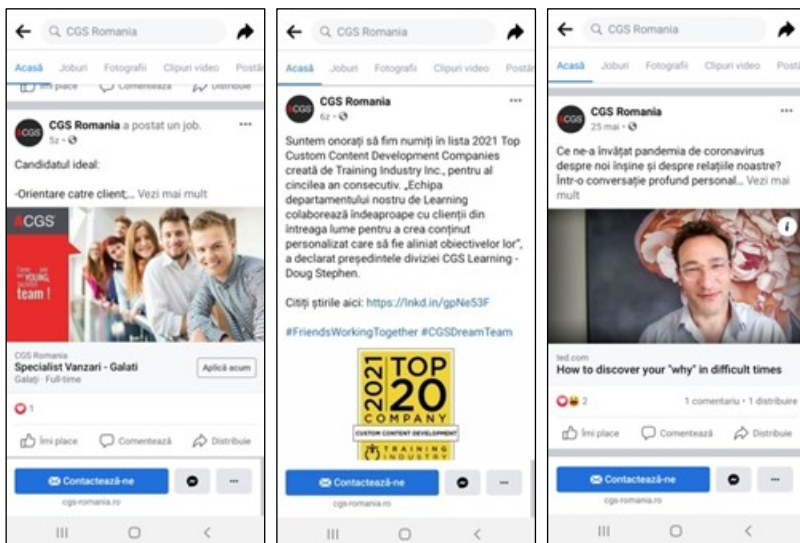 CGS Romania
Acasă Joburi Fotografii Clipuri video Postăr
Îmi place Comentează Distribuie
CGS Romania a postat un job.
5z
Candidatul ideal:
-Orientare catre client;... Vezi mai mult
CGS
YOUNG,
team !
CGS Romania
Specialist Vanzari - Galati
Galați · Full-time
Aplică acum
1
Îmi place Comentează Distribuie
Contactează-ne
cgs-romania.ro
CGS Romania
Acasă Joburi Fotografii Clipuri video Postăr
CGS
CGS Romania
6z
Suntem onorați să fim numiți în lista 2021 Top
Custom Content Development Companies
creată de Training Industry Inc., pentru al
cincilea an consecutiv. „Echipa
departamentului nostru de Learning
colaborează îndeaproape cu clienții din
întreaga lume pentru a crea conținut
personalizat care să fie aliniat obiectivelor lor”,
a declarat președintele diviziei CGS Learning -
Doug Stephen.
Citiți știrile aici: https://lnkd.in/gpNe53F
#FriendsWorkingTogether #CGSDreamTeam
2021
TOP
20
COMPANY
CUSTOM CONTENT DEVELOPMENT
TRAINING
INDUSTRY
Contactează-ne
cgs-romania.ro
CGS Romania
Acasă Joburi Fotografii Clipuri video Postăr
CGS
CGS Romania
25 mai
Ce ne-a învățat pandemia de coronavirus
despre noi înșine și despre relațiile noastre?
Într-o conversație profund personal... Vezi mai
mult
ted.com
How to discover your "why" in difficult times
2
1 comentariu • 1 distribuire
Îmi place Comentează Distribuie
Contactează-ne
cgs-romania.ro